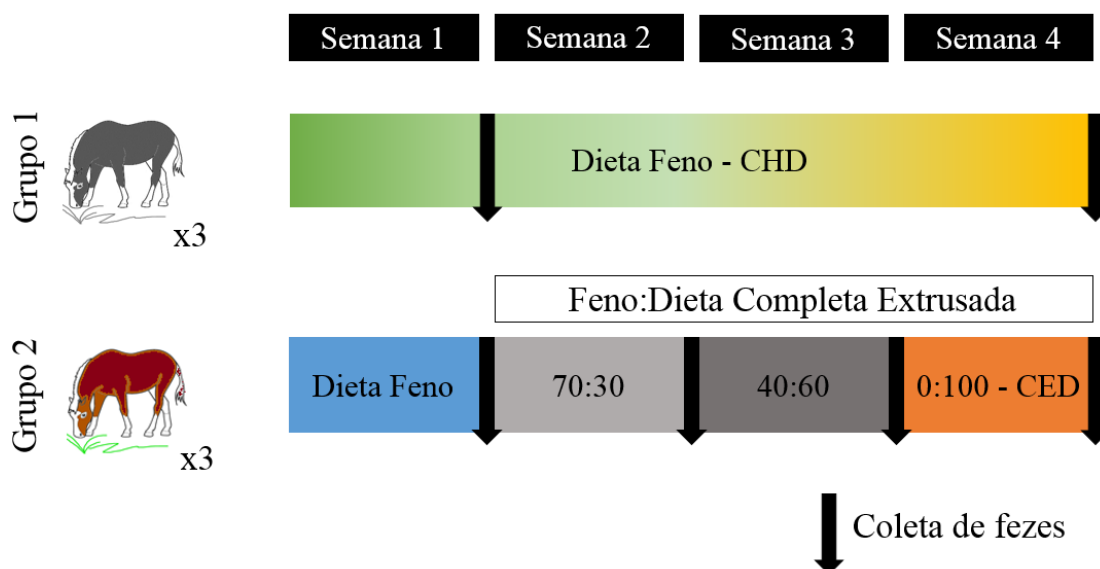 Semana 1
Semana 2
Semana 3
Semana 4
Grupo 1
x3
Dieta Feno - CHD
Feno:Dieta Completa Extrusada
Grupo 2
x3
Dieta Feno
70:30
40:60
0:100 - CED
Coleta de fezes